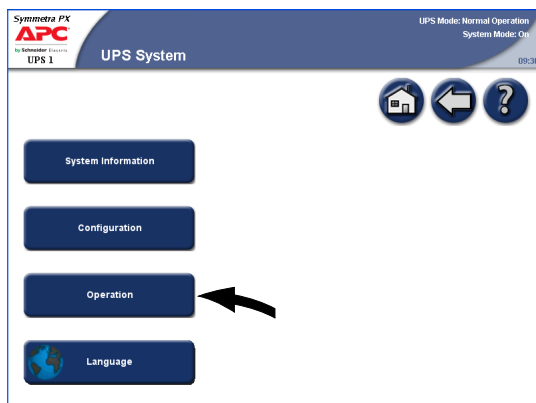 Symmetra PX
APC
by Schneider Electric
UPS 1
UPS System
UPS Mode: Normal Operation
System Mode: On
?
System Information
Configuration
Operation
Language